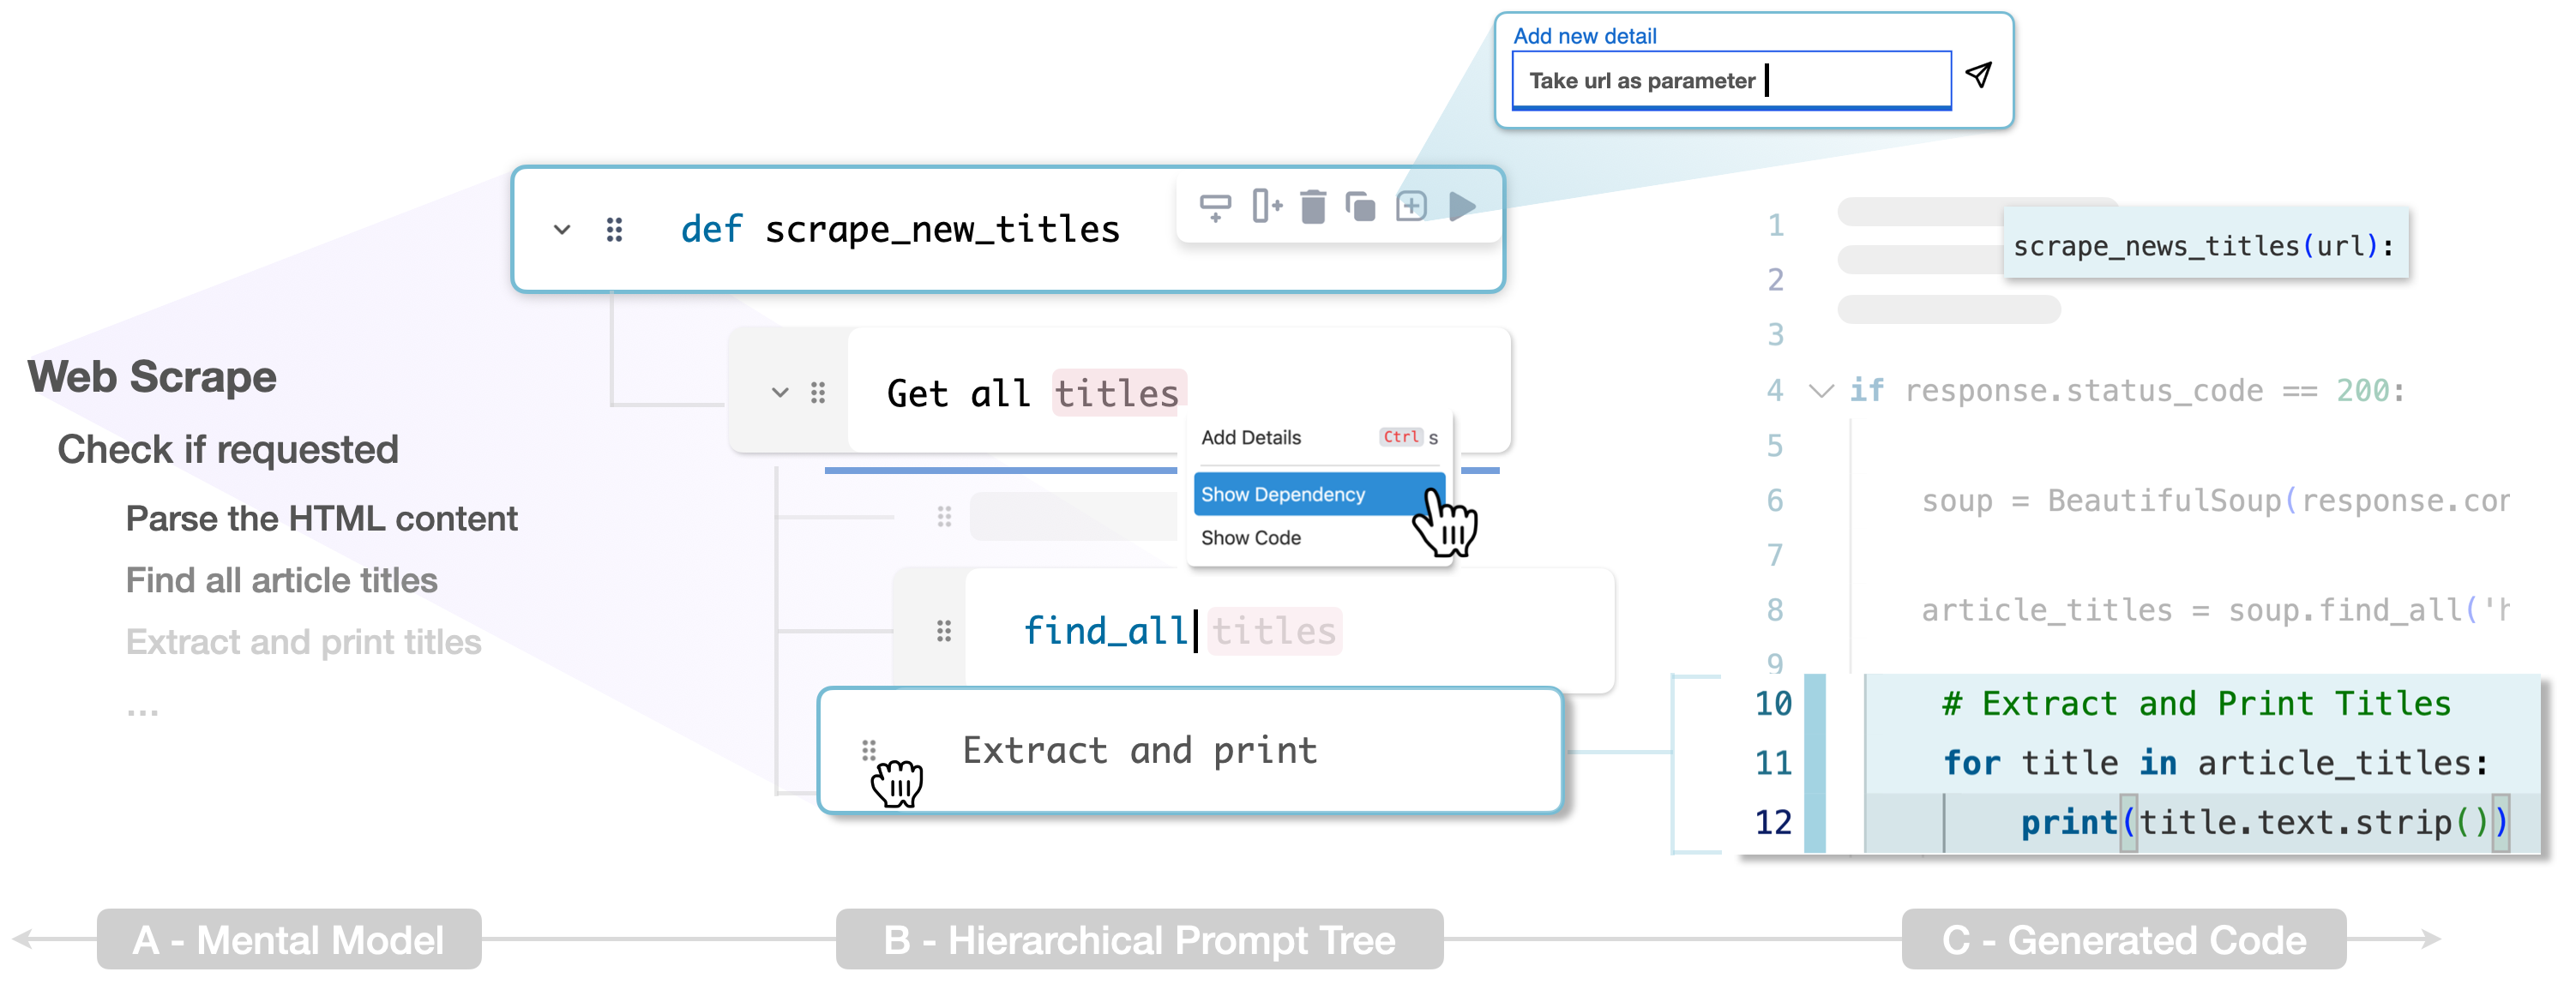 Add new detail
Take url as parameter
def scrape_new_titles
Get all titles
Add Details Ctrl s
Show Dependency
Show Code
find_all titles
Extract and print
Web Scrape
Check if requested
Parse the HTML content
Find all article titles
Extract and print titles
...
1
scrape_news_titles(url):
2
3
4 if response.status_code == 200:
5
6 soup = BeautifulSoup(response.cor
7
8 article_titles = soup.find_all('h
9
10 # Extract and Print Titles
11 for title in article_titles:
12 print(title.text.strip())
A - Mental Model
B - Hierarchical Prompt Tree
C - Generated Code